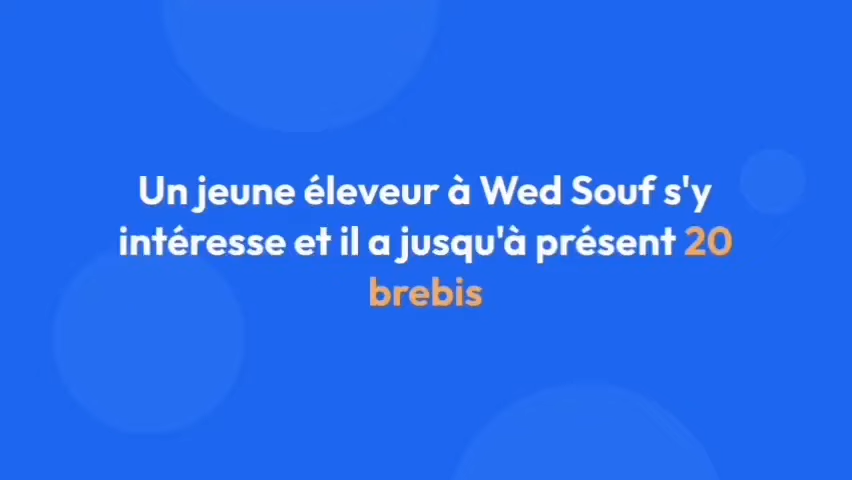 Un jeune éleveur à Wed Souf s'y
intéresse et il a jusqu'à présent 20
brebis